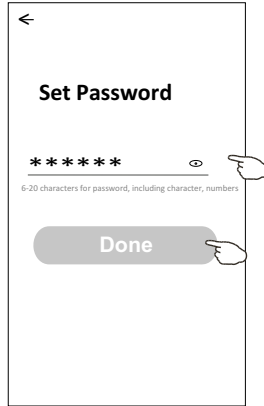 Set Password
******
6-20 characters for password, including character, numbers
Done